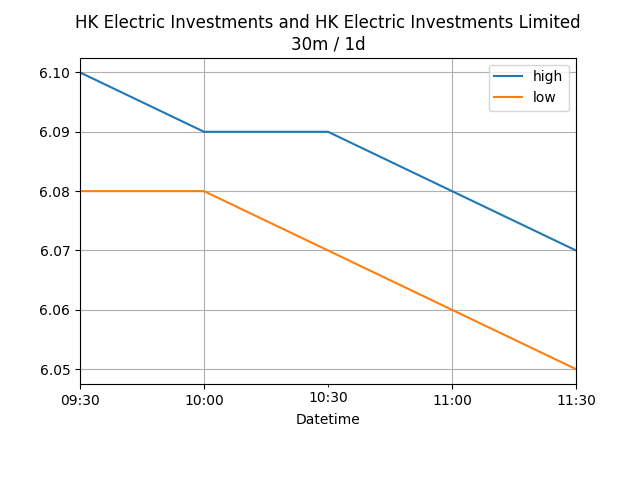 HK Electric Investments and HK Electric Investments Limited
30m / 1d
high
low
6.10
6.09
6.08
6.07
6.06
6.05
09:30
10:00
10:30
11:00
11:30
Datetime